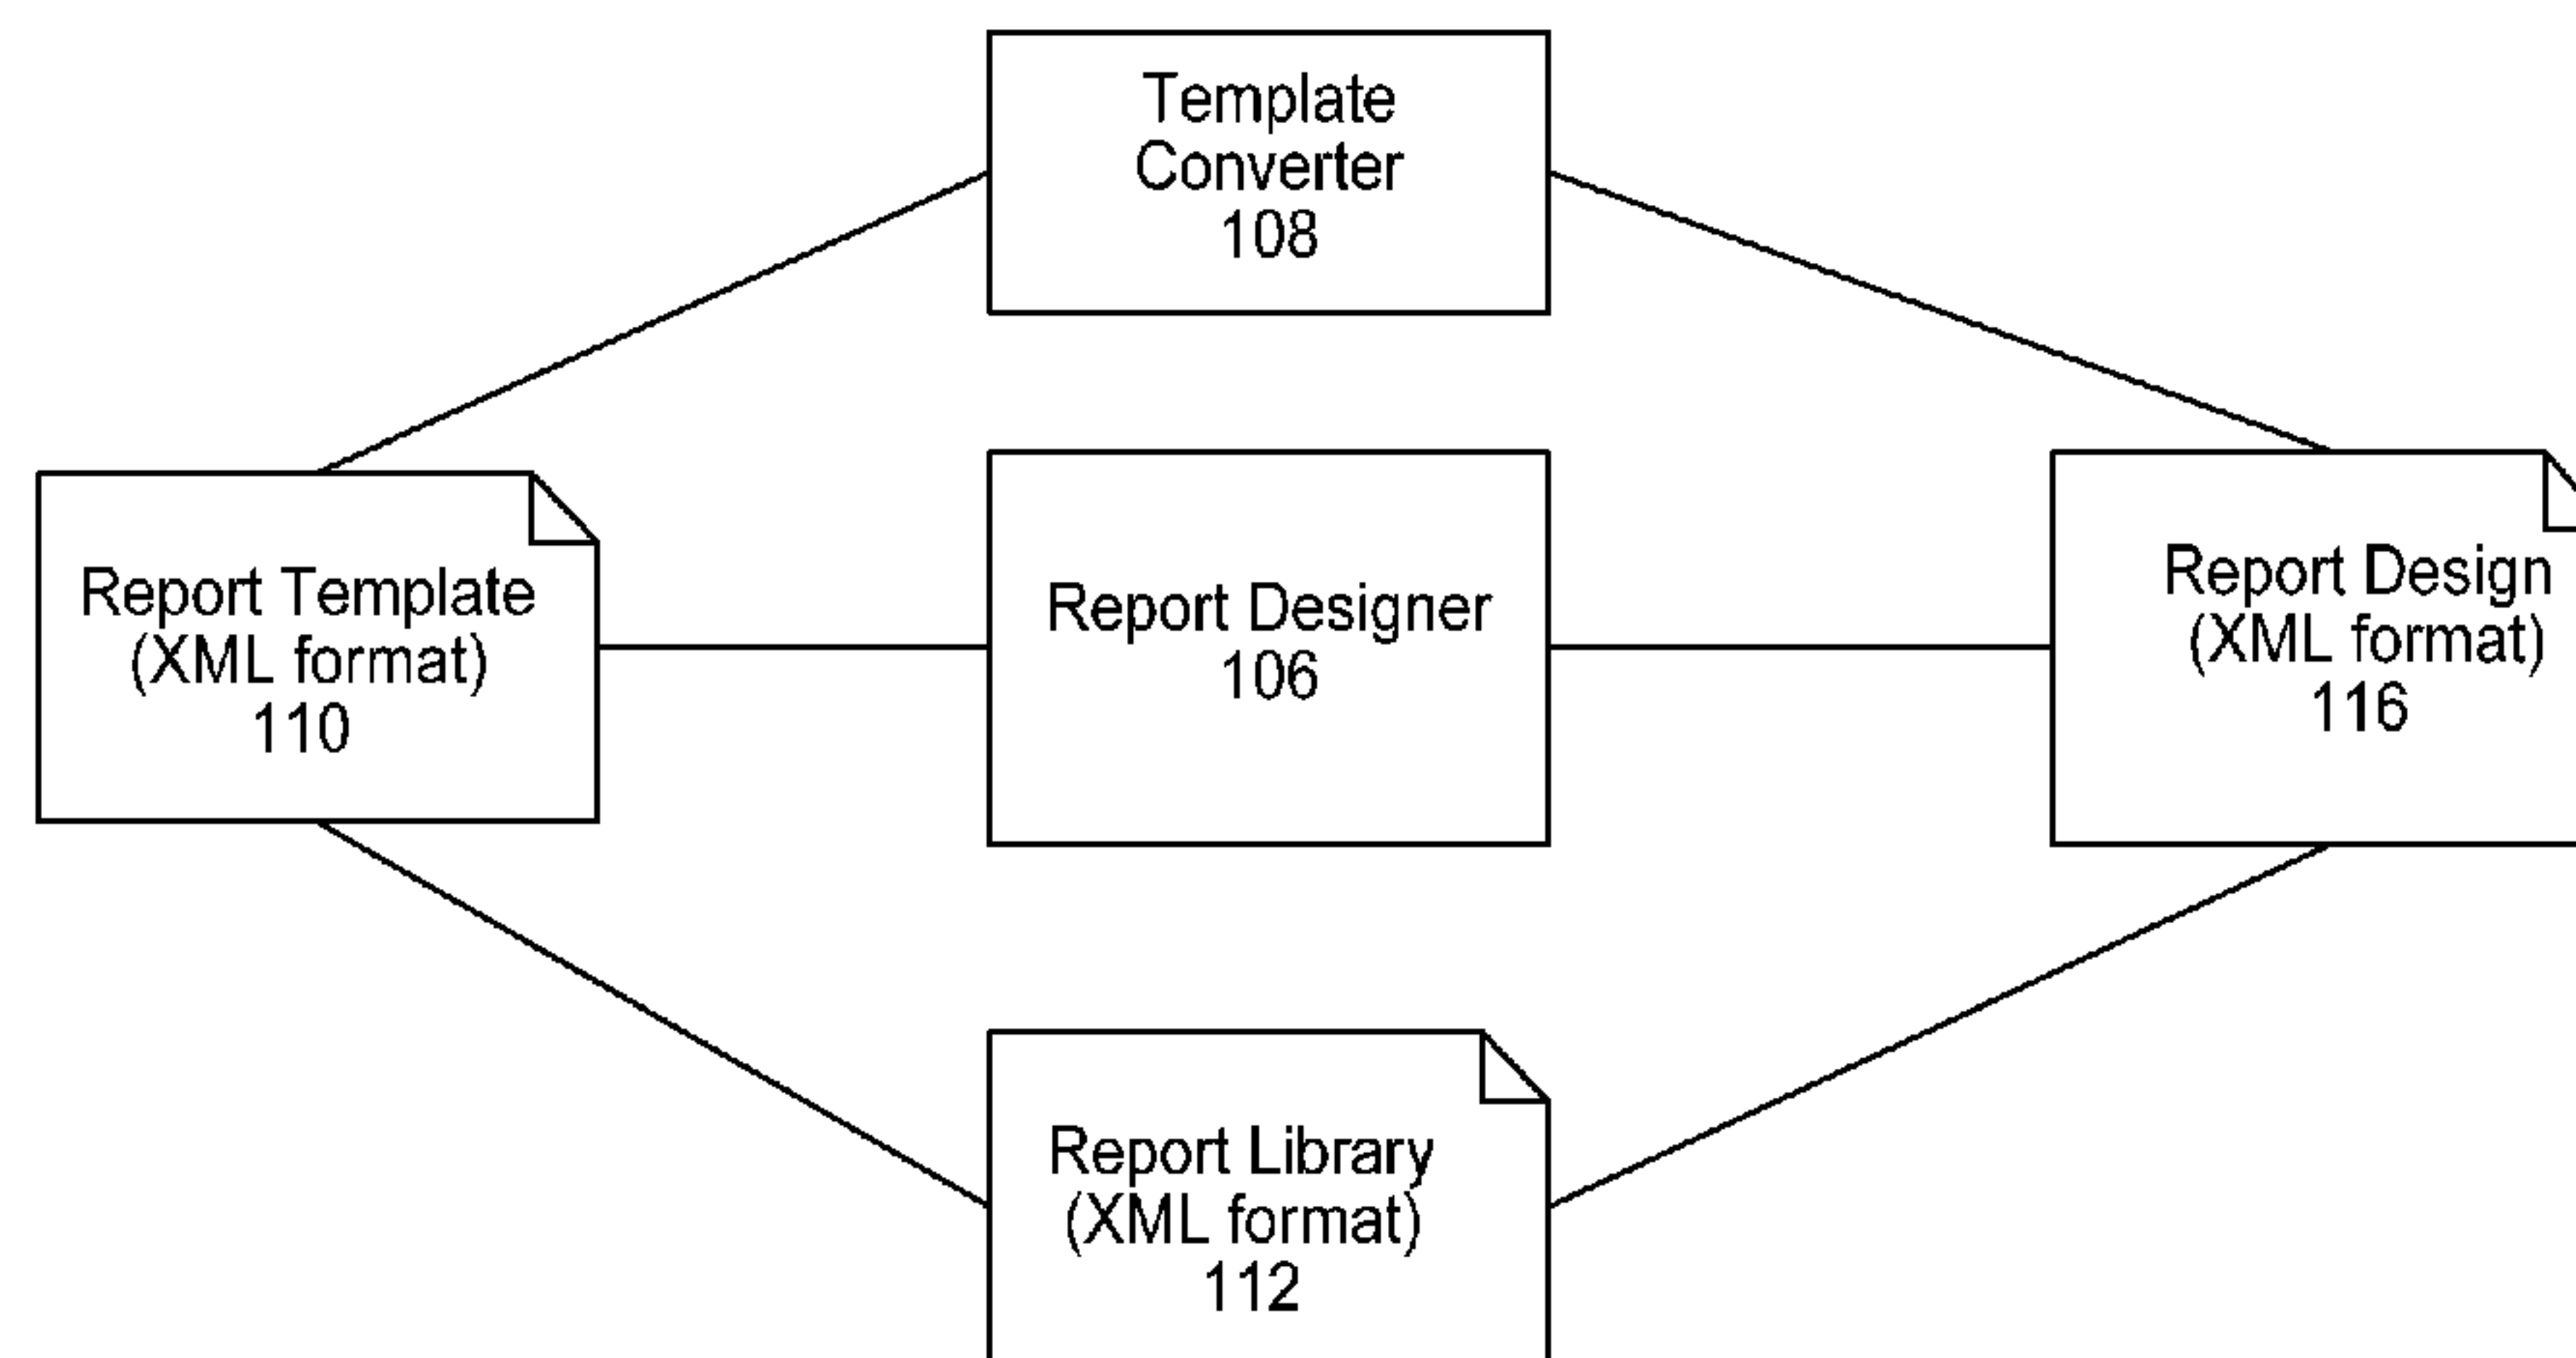 Template
Converter
108
Report Template
(XML format)
110
Report Designer
106
Report Design
(XML format)
116
Report Library
(XML format)
112